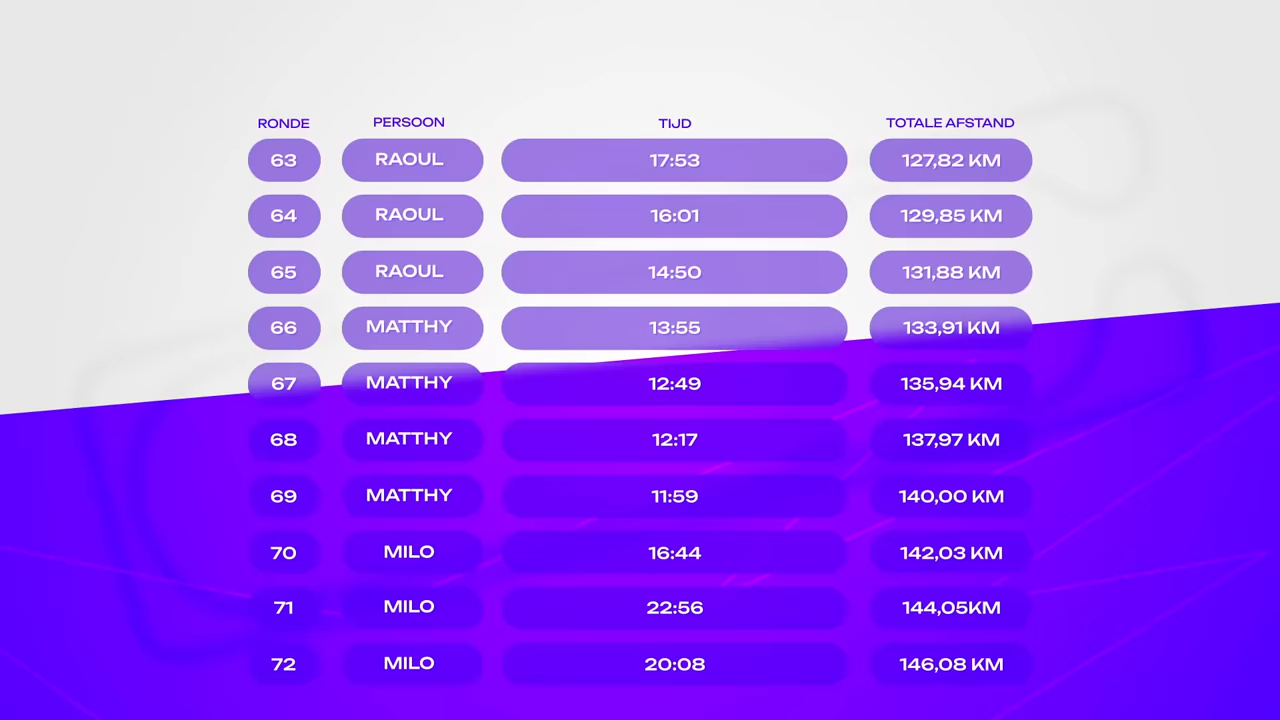 RONDE PERSOON TIJD TOTALE AFSTAND
63 RAOUL 17:53 127,82 KM
64 RAOUL 16:01 129,85 KM
65 RAOUL 14:50 131,88 KM
66 MATTHY 13:55 133,91 KM
67 MATTHY 12:49 135,94 KM
68 MATTHY 12:17 137,97 KM
69 MATTHY 11:59 140,00 KM
70 MILO 16:44 142,03 KM
71 MILO 22:56 144,05KM
72 MILO 20:08 146,08 KM